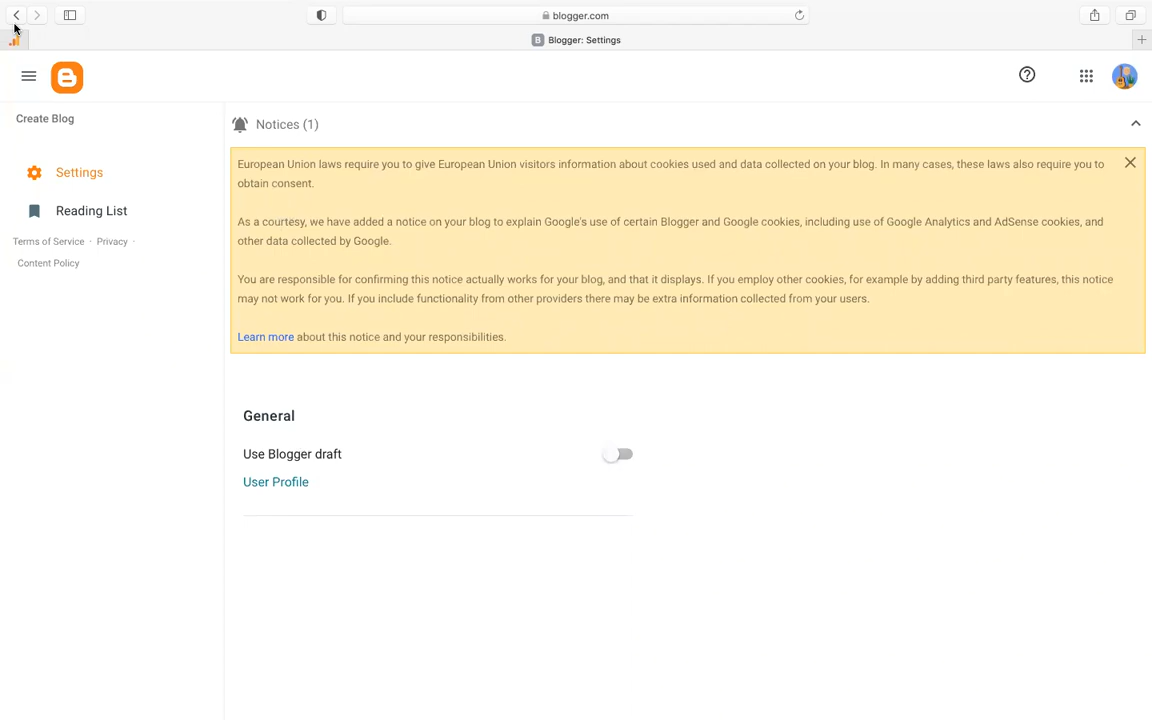 blogger.com
Blogger: Settings
Create Blog
Settings
Reading List
Terms of Service · Privacy ·
Content Policy
Notices (1)
European Union laws require you to give European Union visitors information about cookies used and data collected on your blog. In many cases, these laws also require you to
obtain consent.
As a courtesy, we have added a notice on your blog to explain Google's use of certain Blogger and Google cookies, including use of Google Analytics and AdSense cookies, and
other data collected by Google.
You are responsible for confirming this notice actually works for your blog, and that it displays. If you employ other cookies, for example by adding third party features, this notice
may not work for you. If you include functionality from other providers there may be extra information collected from your users.
Learn more about this notice and your responsibilities.
General
Use Blogger draft
User Profile